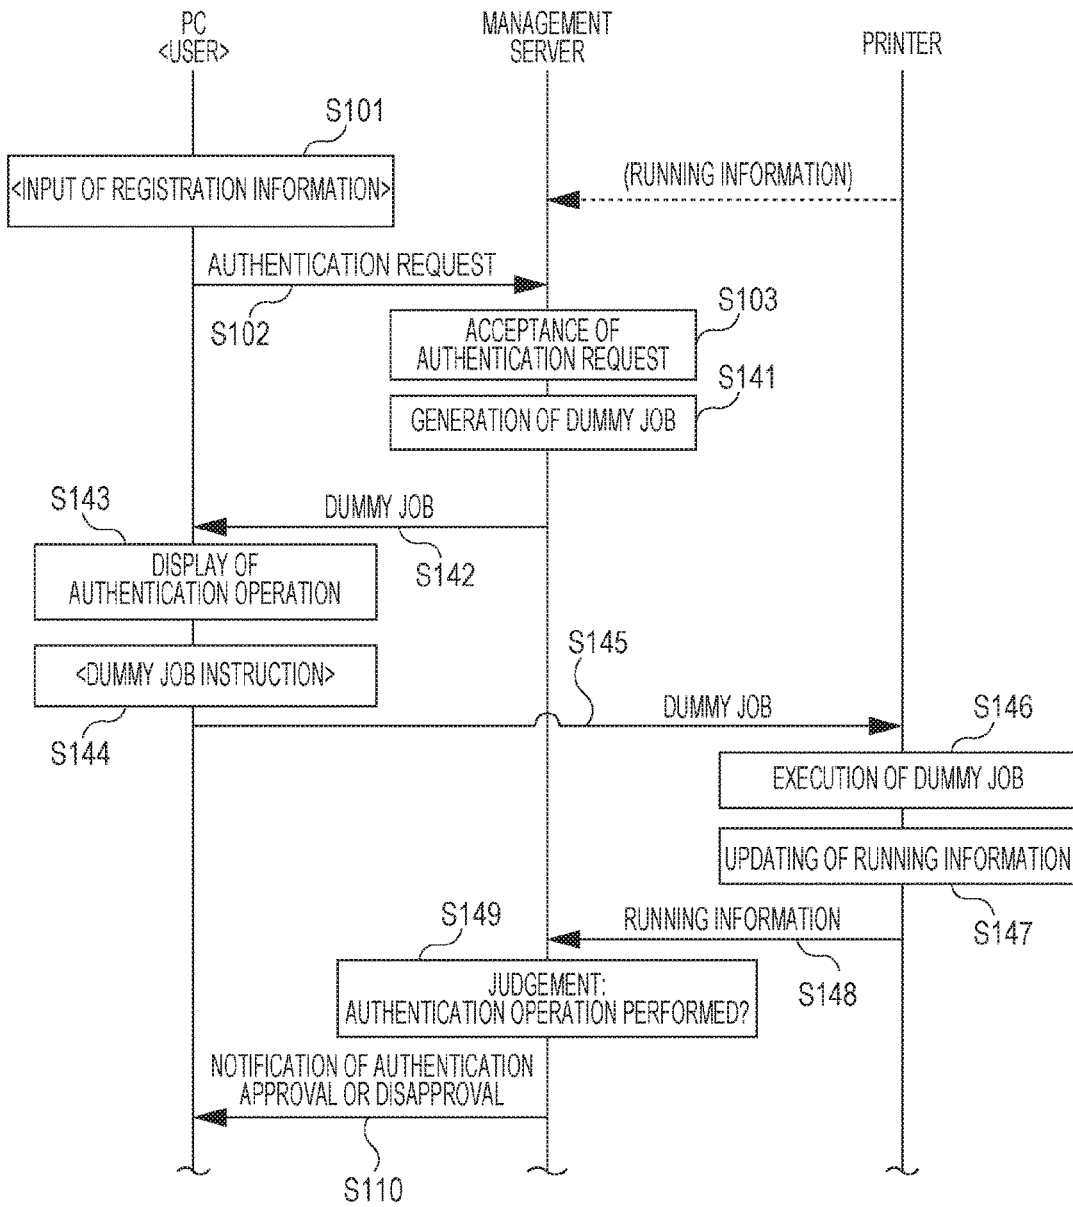 PC
<USER>
MANAGEMENT
SERVER
PRINTER
S101
<INPUT OF REGISTRATION INFORMATION>
(RUNNING INFORMATION)
AUTHENTICATION REQUEST
S102
S103
ACCEPTANCE OF
AUTHENTICATION REQUEST
S141
GENERATION OF DUMMY JOB
S143
DUMMY JOB
S142
DISPLAY OF
AUTHENTICATION OPERATION
S145
<DUMMY JOB INSTRUCTION>
DUMMY JOB
S144
S146
EXECUTION OF DUMMY JOB
UPDATING OF RUNNING INFORMATION
S147
S149
RUNNING INFORMATION
S148
JUDGEMENT:
AUTHENTICATION OPERATION PERFORMED?
NOTIFICATION OF AUTHENTICATION
APPROVAL OR DISAPPROVAL
S110